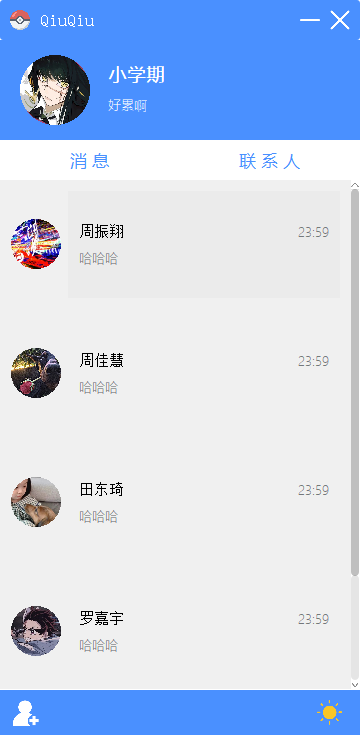 QiuQiu
小学期
好累啊
消 息
联 系 人
周振翔
23:59
哈哈哈
周佳慧
23:59
哈哈哈
田东琦
23:59
哈哈哈
罗嘉宇
23:59
哈哈哈